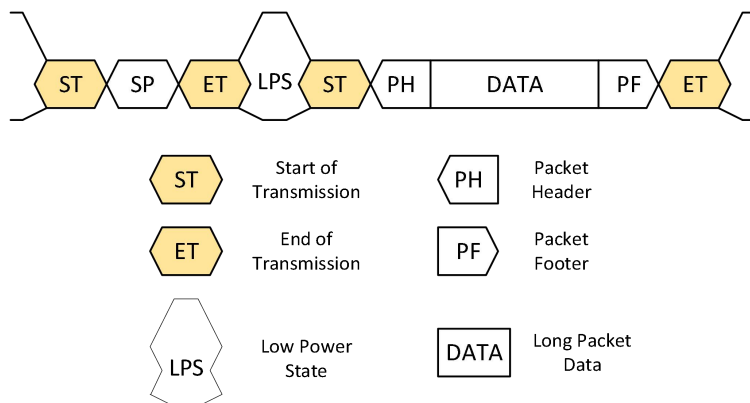 ST SP ET LPS ST PH DATA PF ET
ST Start of Transmission PH Packet Header
ET End of Transmission PF Packet Footer
LPS Low Power State DATA Long Packet Data